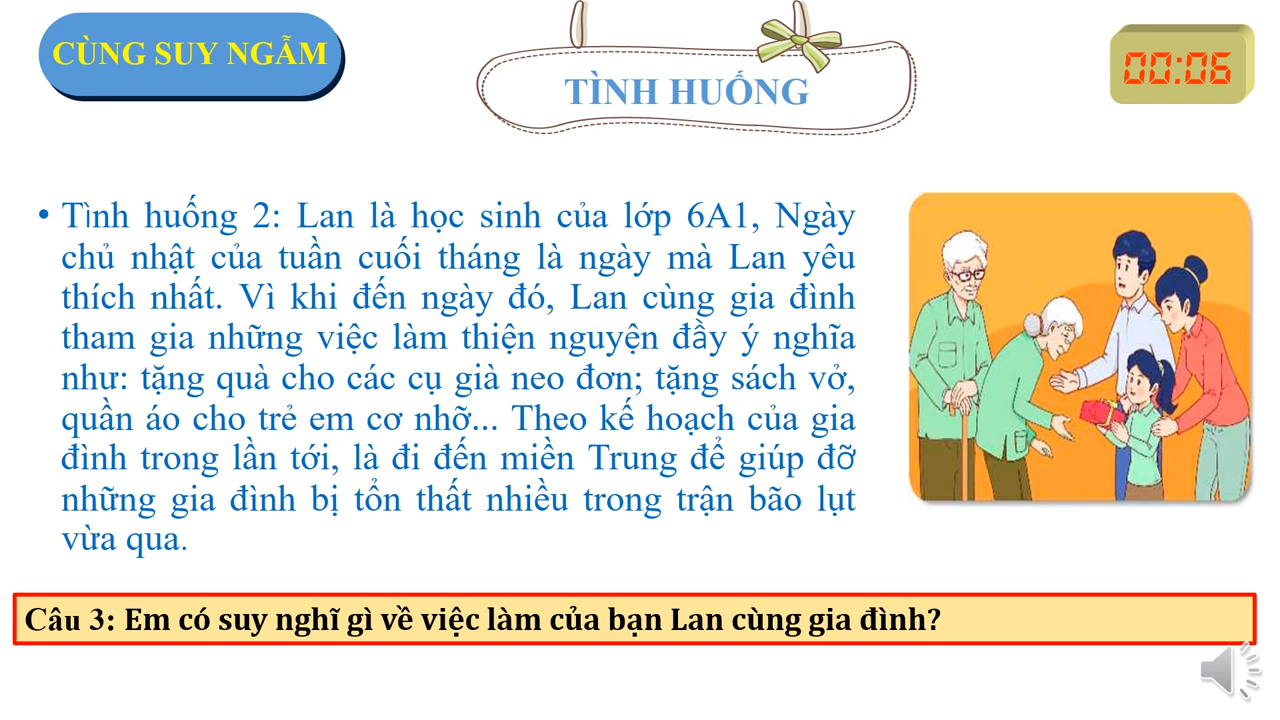 CÙNG SUY NGẪM
TÌNH HUỐNG
00:06
• Tình huống 2: Lan là học sinh của lớp 6A1, Ngày
chủ nhật của tuần cuối tháng là ngày mà Lan yêu
thích nhất. Vì khi đến ngày đó, Lan cùng gia đình
tham gia những việc làm thiện nguyện đầy ý nghĩa
như: tặng quà cho các cụ già neo đơn; tặng sách vở,
quần áo cho trẻ em cơ nhỡ... Theo kế hoạch của gia
đình trong lần tới, là đi đến miền Trung để giúp đỡ
những gia đình bị tổn thất nhiều trong trận bão lụt
vừa qua.
Câu 3: Em có suy nghĩ gì về việc làm của bạn Lan cùng gia đình?